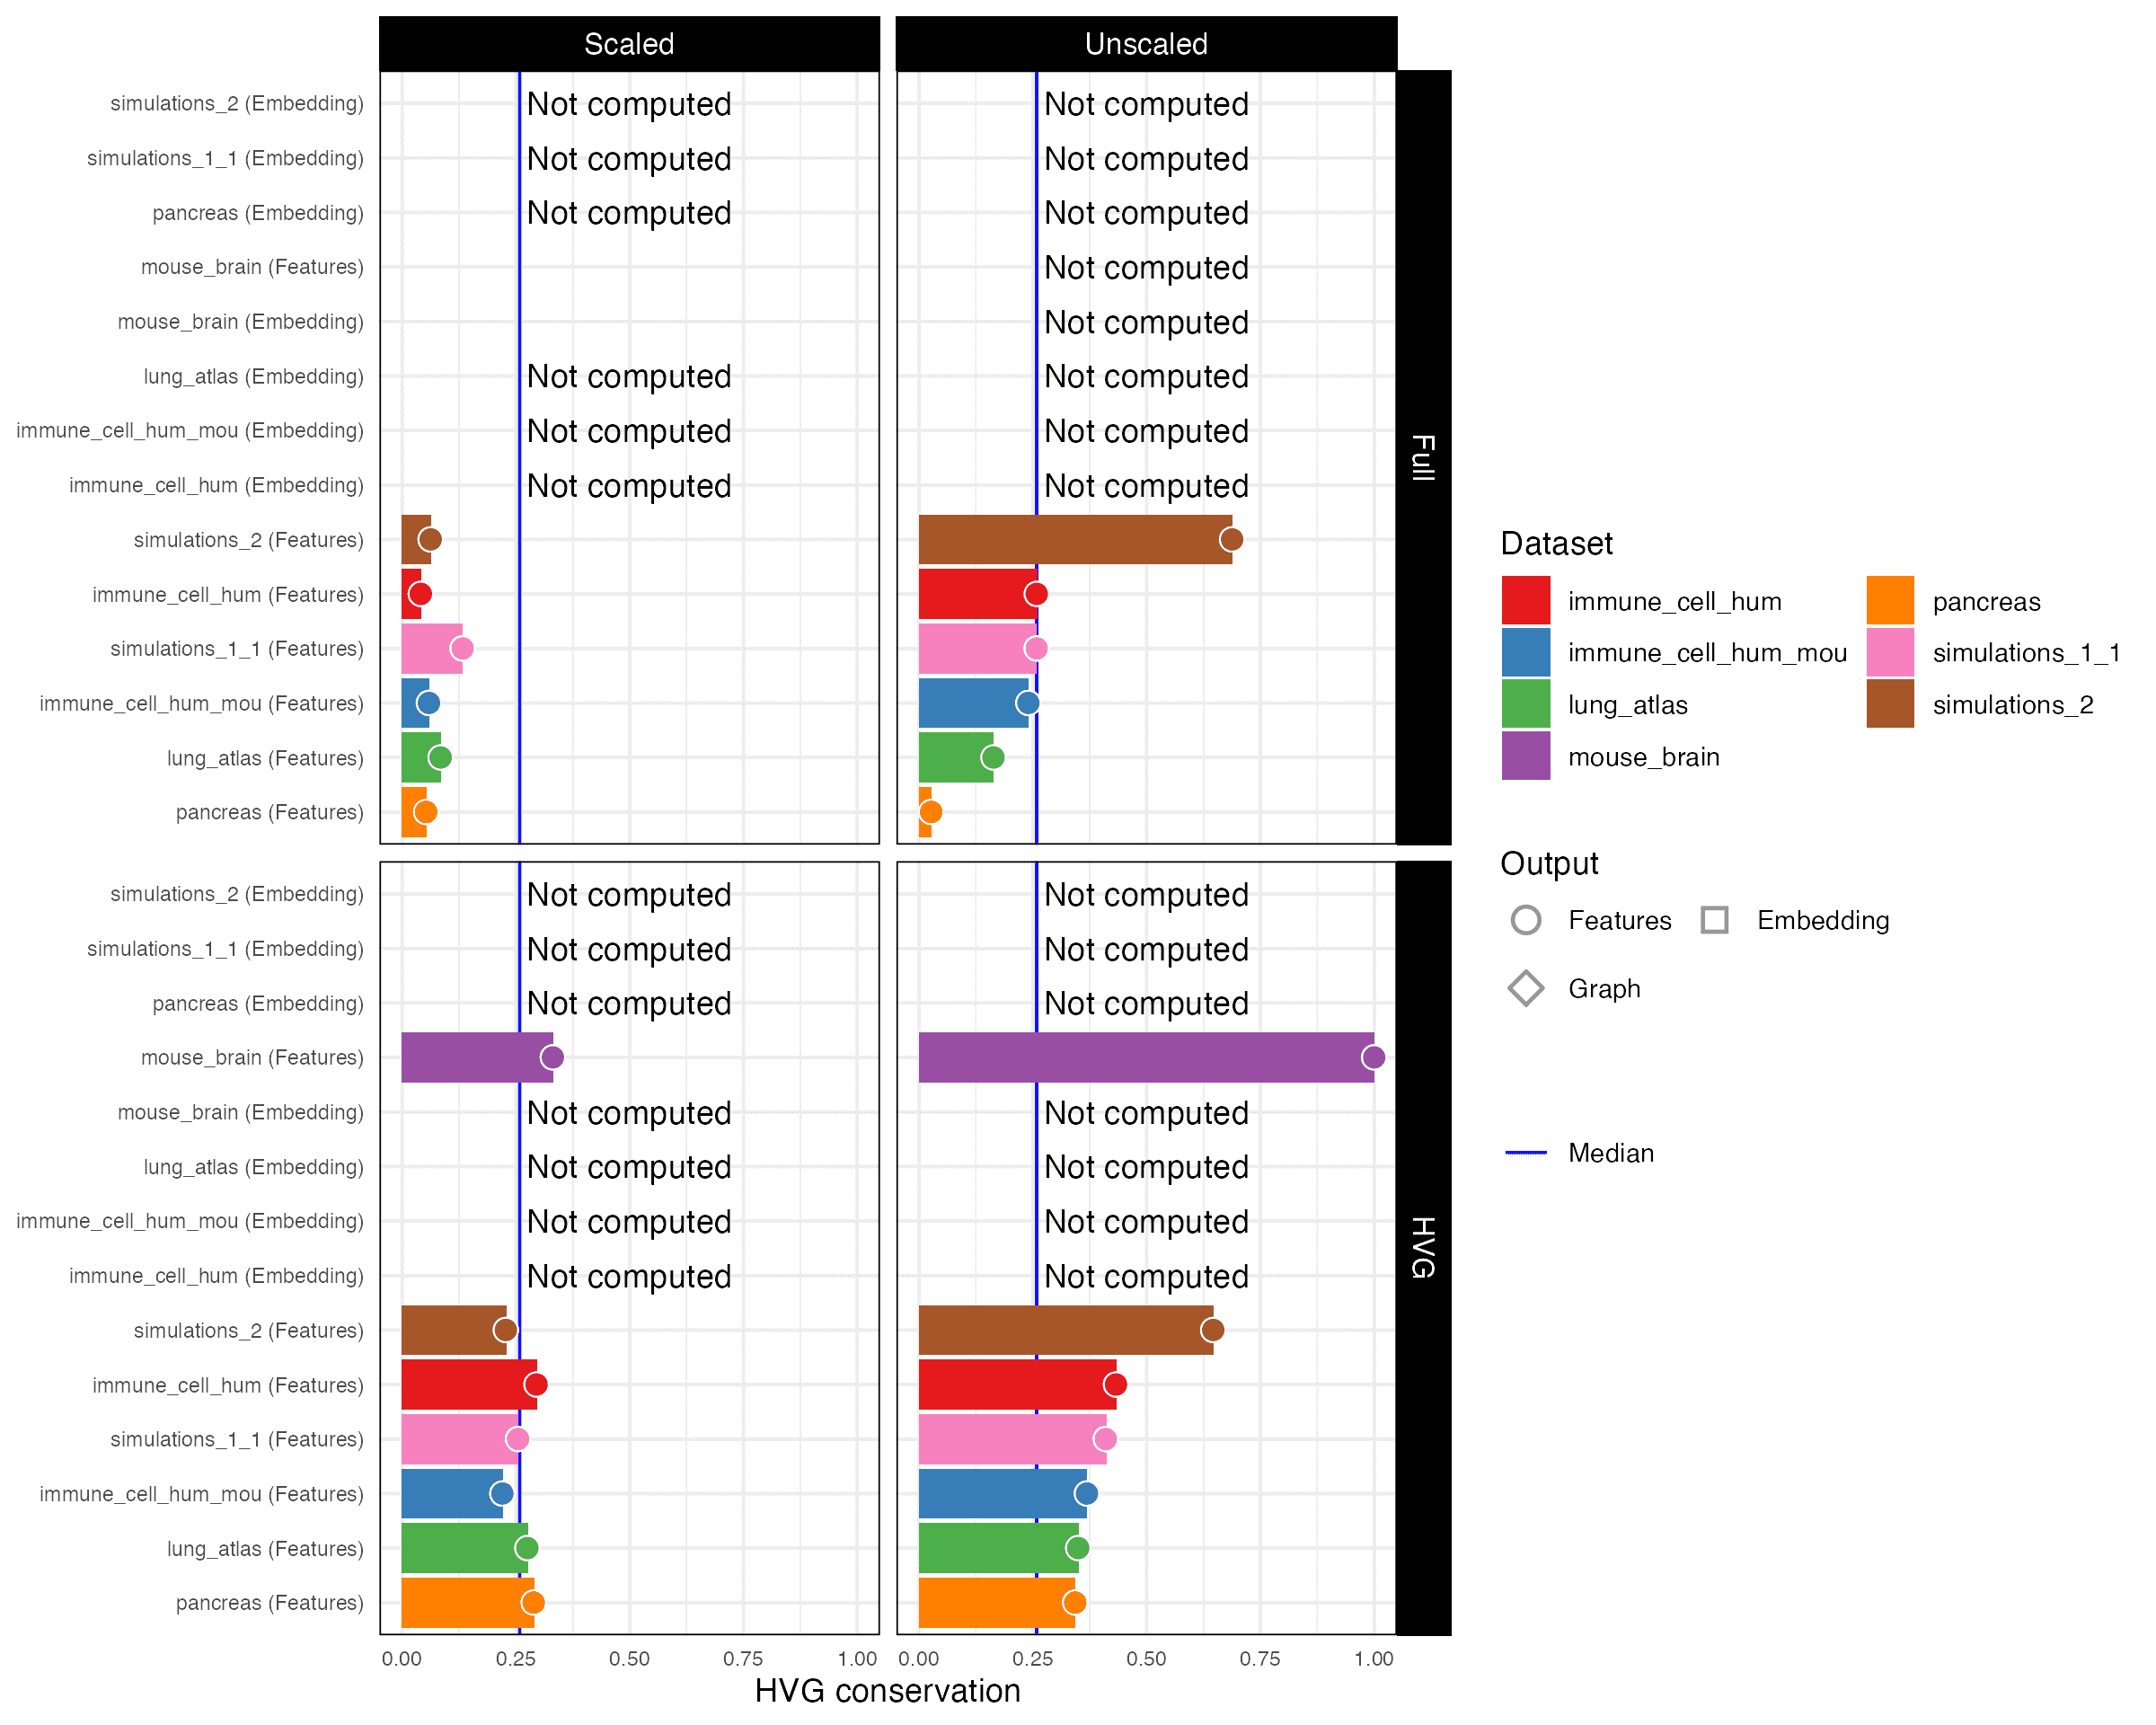 Scaled
Unscaled
simulations_2 (Embedding) Not computed Not computed
simulations_1_1 (Embedding) Not computed Not computed
pancreas (Embedding) Not computed Not computed
mouse_brain (Features) Not computed
mouse_brain (Embedding) Not computed
lung_atlas (Embedding) Not computed Not computed
immune_cell_hum_mou (Embedding) Not computed Not computed
immune_cell_hum (Embedding) Not computed Not computed
simulations_2 (Features)
immune_cell_hum (Features)
simulations_1_1 (Features)
immune_cell_hum_mou (Features)
lung_atlas (Features)
pancreas (Features)
Full
simulations_2 (Embedding) Not computed Not computed
simulations_1_1 (Embedding) Not computed Not computed
pancreas (Embedding) Not computed Not computed
mouse_brain (Features)
mouse_brain (Embedding) Not computed Not computed
lung_atlas (Embedding) Not computed Not computed
immune_cell_hum_mou (Embedding) Not computed Not computed
immune_cell_hum (Embedding) Not computed Not computed
simulations_2 (Features)
immune_cell_hum (Features)
simulations_1_1 (Features)
immune_cell_hum_mou (Features)
lung_atlas (Features)
pancreas (Features)
HVG
0.00 0.25 0.50 0.75 1.00 0.00 0.25 0.50 0.75 1.00
HVG conservation
Dataset
immune_cell_hum pancreas
immune_cell_hum_mou simulations_1_1
lung_atlas simulations_2
mouse_brain
Output
Features Embedding
Graph
Median